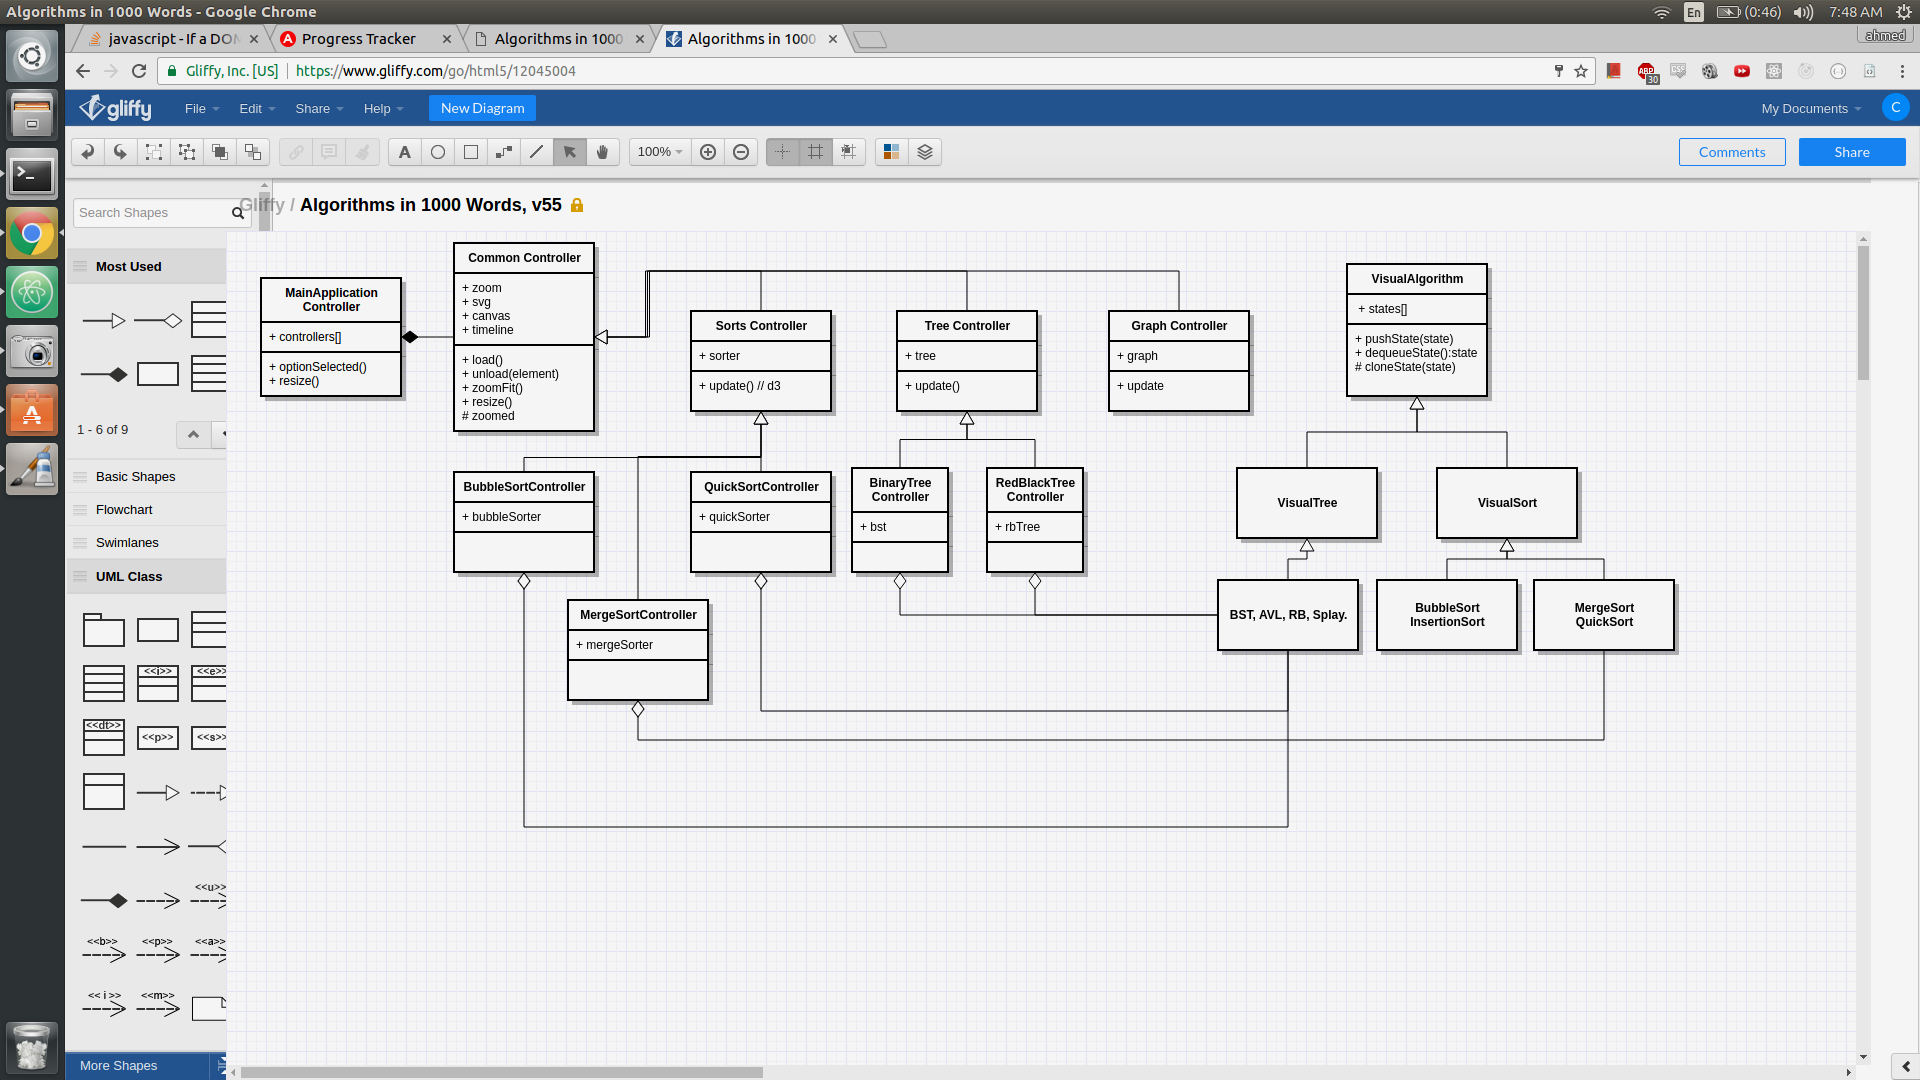 Algorithms in 1000 Words - Google Chrome
En
(0:46)
7:48 AM
javascript - If a DOM
Progress Tracker
Algorithms in 1000
Algorithms in 1000
ahmed
Gliffy, Inc. [US]
https://www.gliffy.com/go/html5/12045004
ABP
30
CSS
gliffy
File
Edit
Share
Help
New Diagram
My Documents
C
A
100%
Comments
Share
Search Shapes
Gliffy / Algorithms in 1000 Words, v55
Most Used
1 - 6 of 9
Basic Shapes
Flowchart
Swimlanes
UML Class
<<i>>
<<e>>
<<dt>>
<<p>>
<<s>>
<<u>>
<<b>>
<<p>>
<<a>>
<< i >>
<<m>>
More Shapes
MainApplication
Controller
+ controllers[]
+ optionSelected()
+ resize()
Common Controller
+ zoom
+ svg
+ canvas
+ timeline
+ load()
+ unload(element)
+ zoomFit()
+ resize()
# zoomed
Sorts Controller
+ sorter
+ update() // d3
Tree Controller
+ tree
+ update()
Graph Controller
+ graph
+ update
VisualAlgorithm
+ states[]
+ pushState(state)
+ dequeueState():state
# cloneState(state)
BubbleSortController
+ bubbleSorter
QuickSortController
+ quickSorter
BinaryTree
Controller
+ bst
RedBlackTree
Controller
+ rbTree
VisualTree
VisualSort
MergeSortController
+ mergeSorter
BST, AVL, RB, Splay.
BubbleSort
InsertionSort
MergeSort
QuickSort